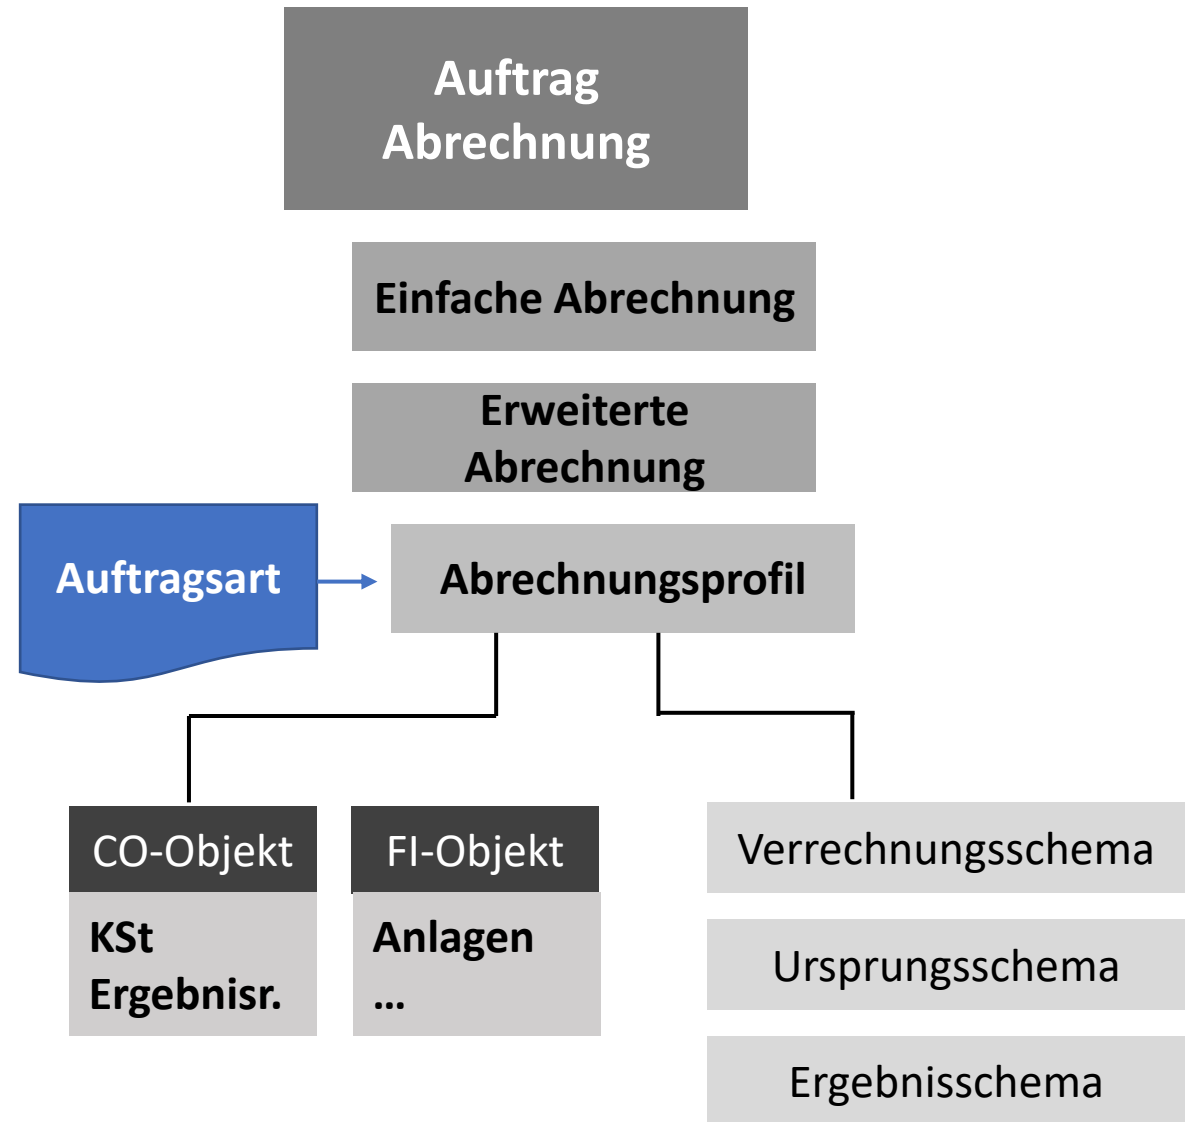 Auftrag
Abrechnung
Einfache Abrechnung
Erweiterte
Abrechnung
Auftragsart
Abrechnungsprofil
CO-Objekt
KSt
Ergebnisr.
FI-Objekt
Anlagen
...
Verrechnungsschema
Ursprungsschema
Ergebnisschema